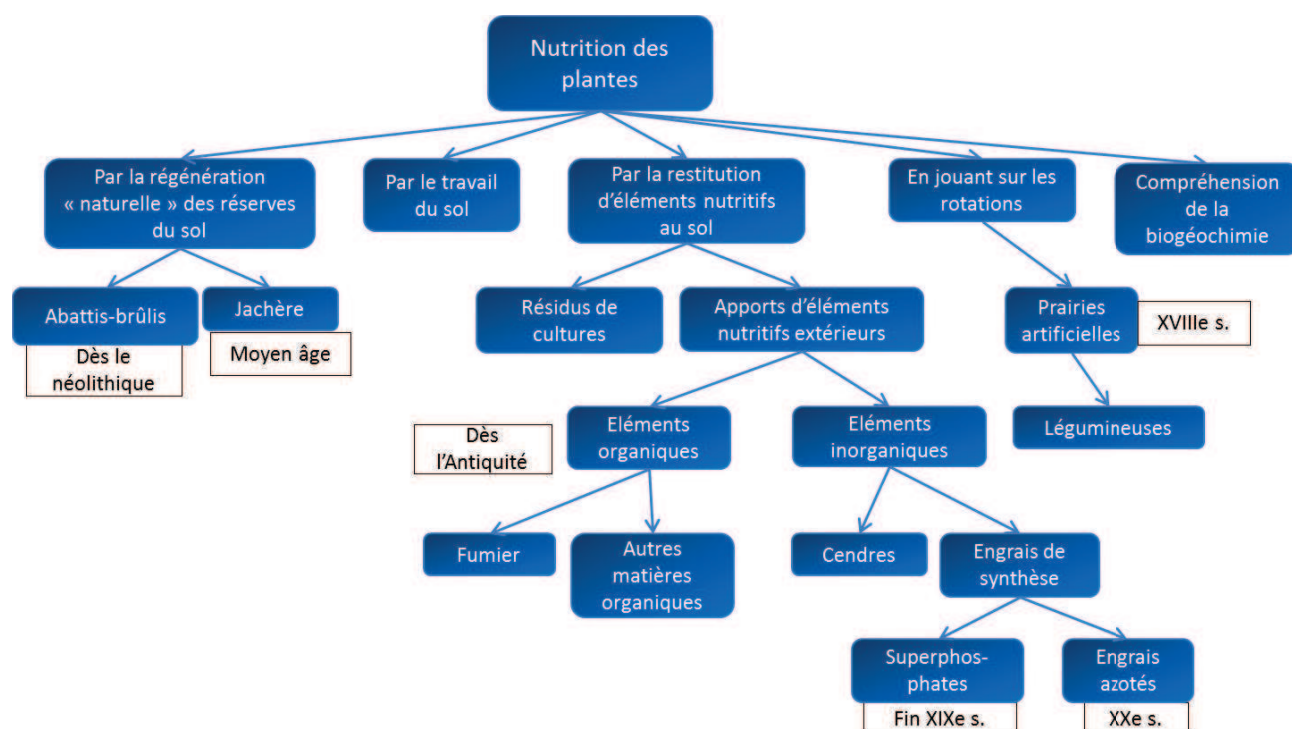 Nutrition des
plantes
Par la régénération
« naturelle » des réserves
du sol
Par le travail
du sol
Par la restitution
d'éléments nutritifs
au sol
En jouant sur les
rotations
Compréhension
de la
biogéochimie
Abattis-brûlis
Dès le
néolithique
Jachère
Moyen âge
Résidus de
cultures
Apports d'éléments
nutritifs extérieurs
Prairies
artificielles
XVIIIe s.
Dès
l'Antiquité
Eléments
organiques
Eléments
inorganiques
Légumineuses
Fumier
Autres
matières
organiques
Cendres
Engrais de
synthèse
Superphos-
phates
Fin XIXe s.
Engrais
azotés
XXe s.